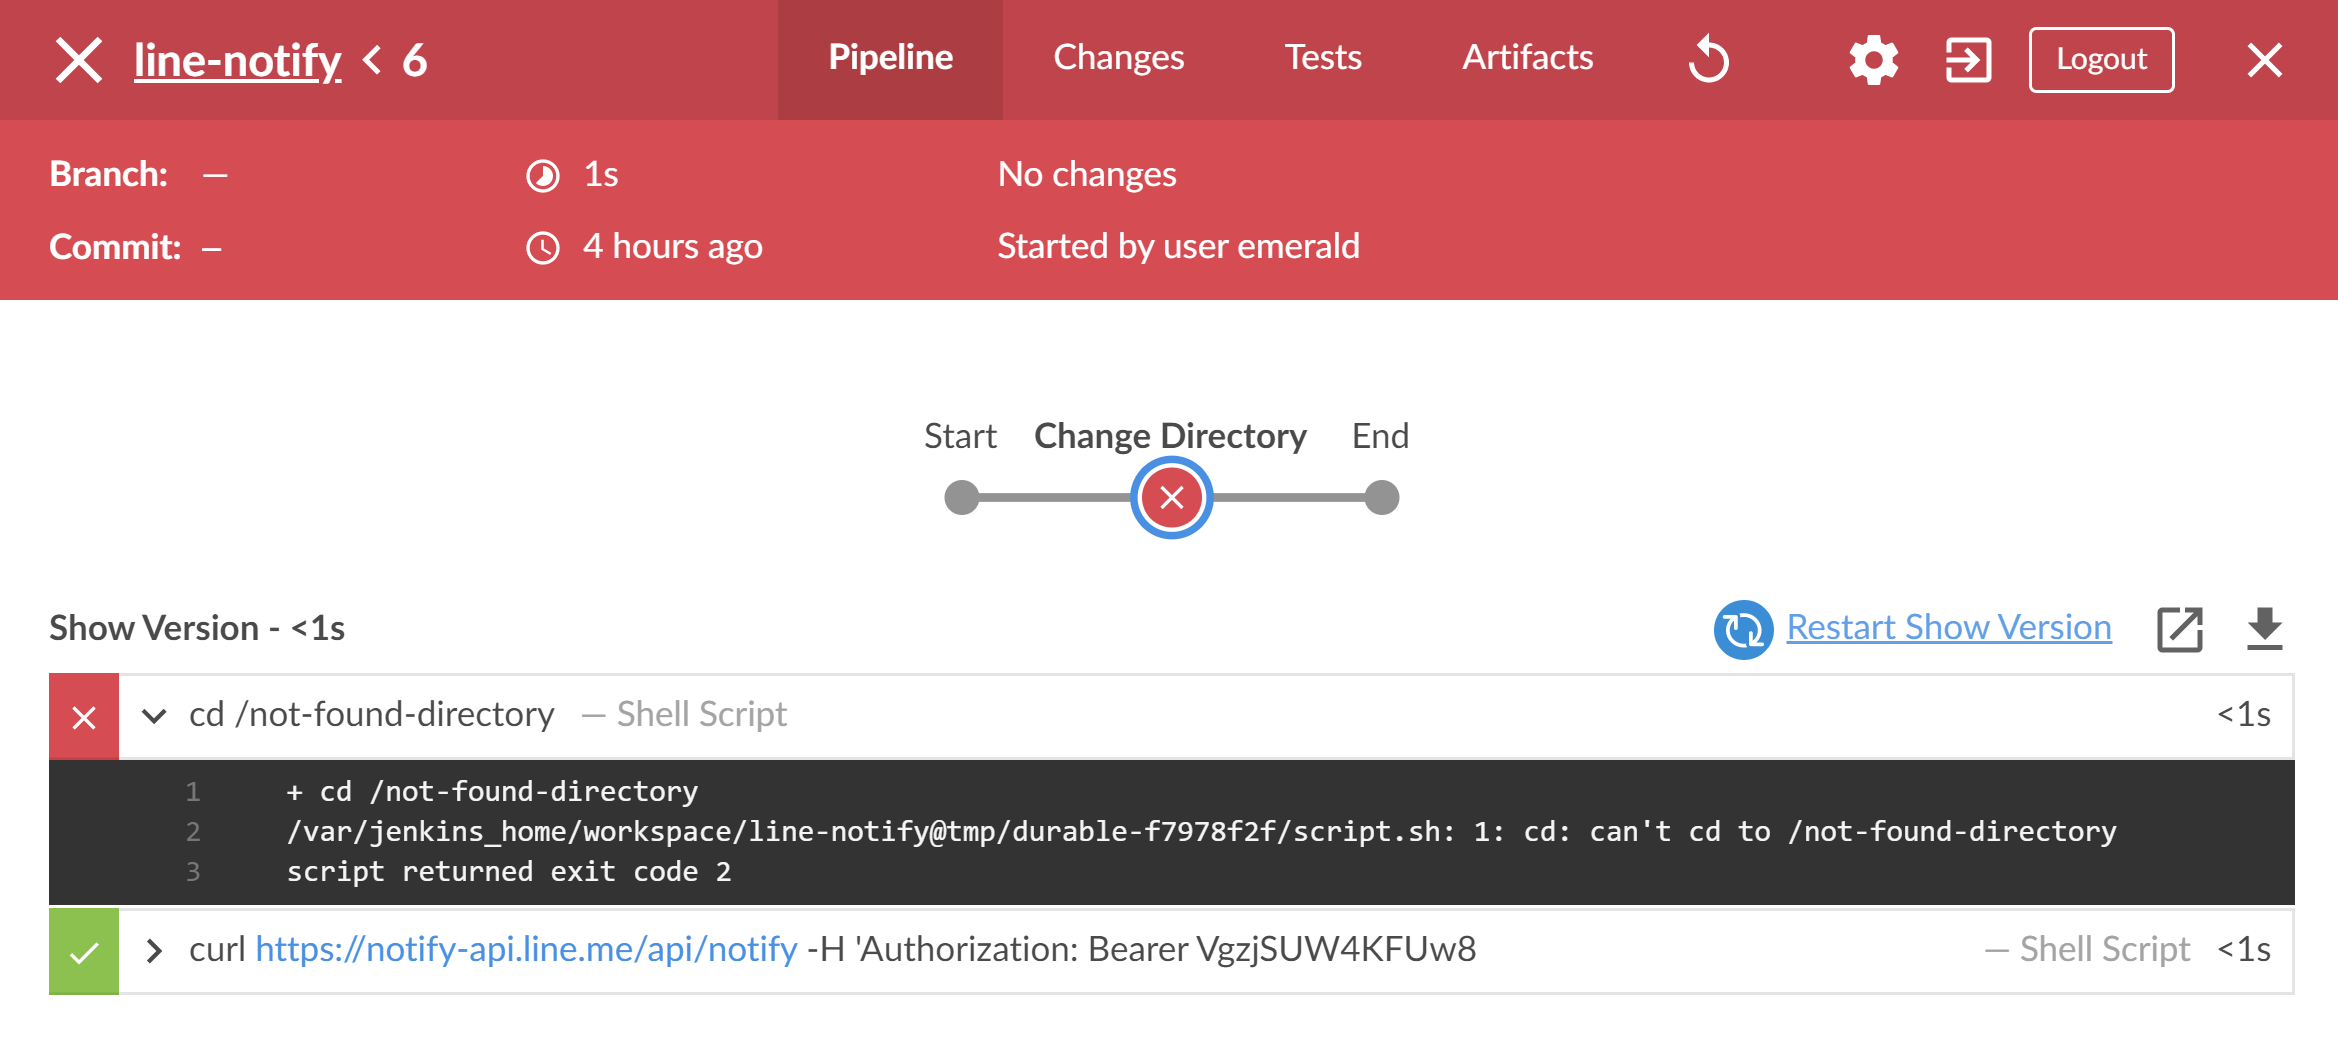 line-notify < 6
Pipeline Changes Tests Artifacts Logout
Branch: — 1s No changes
Commit: — 4 hours ago Started by user emerald
Start Change Directory End
Show Version - <1s Restart Show Version
cd /not-found-directory — Shell Script <1s
1 + cd /not-found-directory
2 /var/jenkins_home/workspace/line-notify@tmp/durable-f7978f2f/script.sh: 1: cd: can't cd to /not-found-directory
3 script returned exit code 2
curl https://notify-api.line.me/api/notify -H 'Authorization: Bearer VgzjSUW4KFUw8 — Shell Script <1s